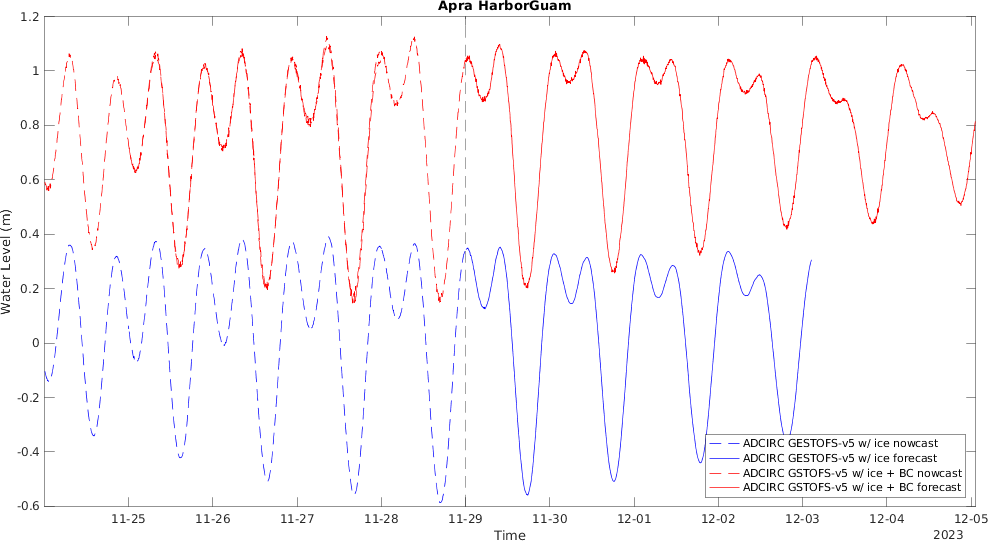 Apra HarborGuam
1.2
1
0.8
0.6
0.4
0.2
0
-0.2
-0.4
-0.6
Water Level (m)
ADCIRC GESTOFS-v5 w/ ice nowcast
ADCIRC GESTOFS-v5 w/ ice forecast
ADCIRC GSTOFS-v5 w/ ice + BC nowcast
ADCIRC GSTOFS-v5 w/ ice + BC forecast
11-25 11-26 11-27 11-28 11-29 11-30 12-01 12-02 12-03 12-04 12-05
Time
2023